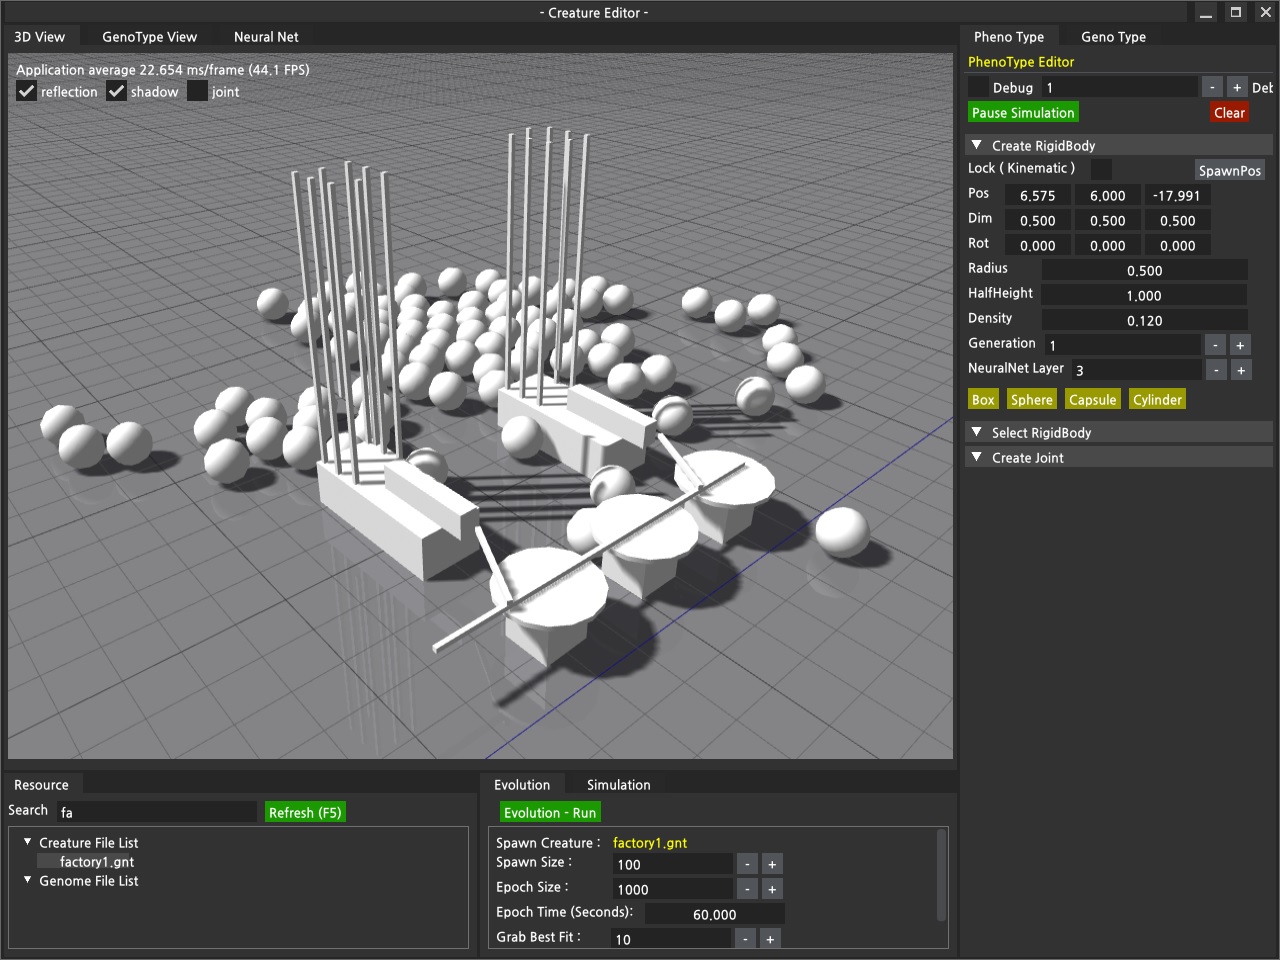 - Creature Editor -
3D View GenoType View Neural Net
Application average 22.654 ms/frame (44.1 FPS)
reflection shadow joint
Pheno Type Geno Type
PhenoType Editor
Debug 1 - + Deb
Pause Simulation Clear
Create RigidBody
Lock ( Kinematic ) SpawnPos
Pos 6.575 6.000 -17.991
Dim 0.500 0.500 0.500
Rot 0.000 0.000 0.000
Radius 0.500
HalfHeight 1.000
Density 0.120
Generation 1 - +
NeuralNet Layer 3 - +
Box Sphere Capsule Cylinder
Select RigidBody
Create Joint
Resource
Search fa Refresh (F5)
Creature File List
factory1.gnt
Genome File List
Evolution Simulation
Evolution - Run
Spawn Creature : factory1.gnt
Spawn Size : 100 - +
Epoch Size : 1000 - +
Epoch Time (Seconds): 60.000
Grab Best Fit : 10 - +